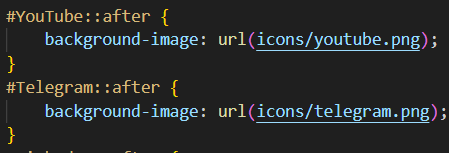 #YouTube::after {
background-image: url(icons/youtube.png);
}
#Telegram::after {
background-image: url(icons/telegram.png);
}